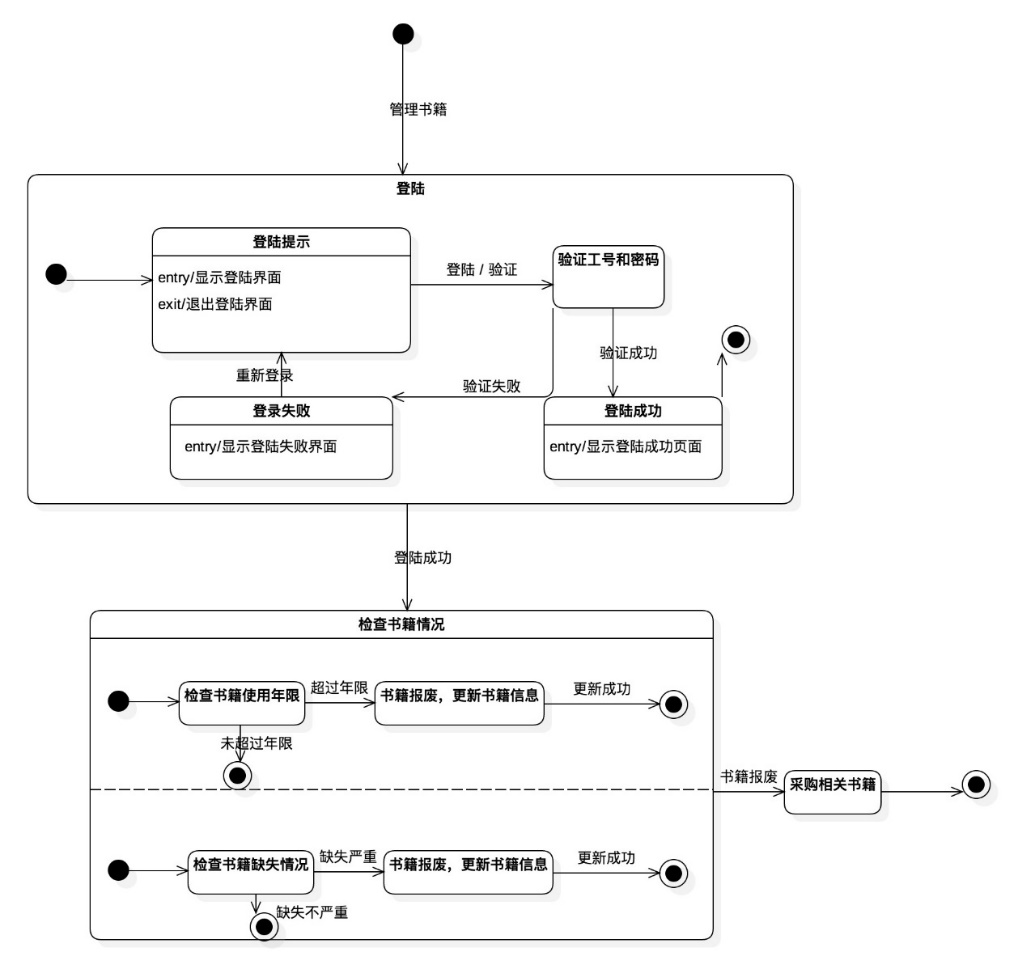 管理书籍
登陆
登陆提示
entry/显示登陆界面
exit/退出登陆界面
登陆 / 验证
验证工号和密码
验证成功
重新登录
验证失败
登录失败
entry/显示登陆失败界面
登陆成功
entry/显示登陆成功页面
登陆成功
检查书籍情况
检查书籍使用年限
超过年限
书籍报废，更新书籍信息
更新成功
未超过年限
书籍报废
采购相关书籍
检查书籍缺失情况
缺失严重
书籍报废，更新书籍信息
更新成功
缺失不严重